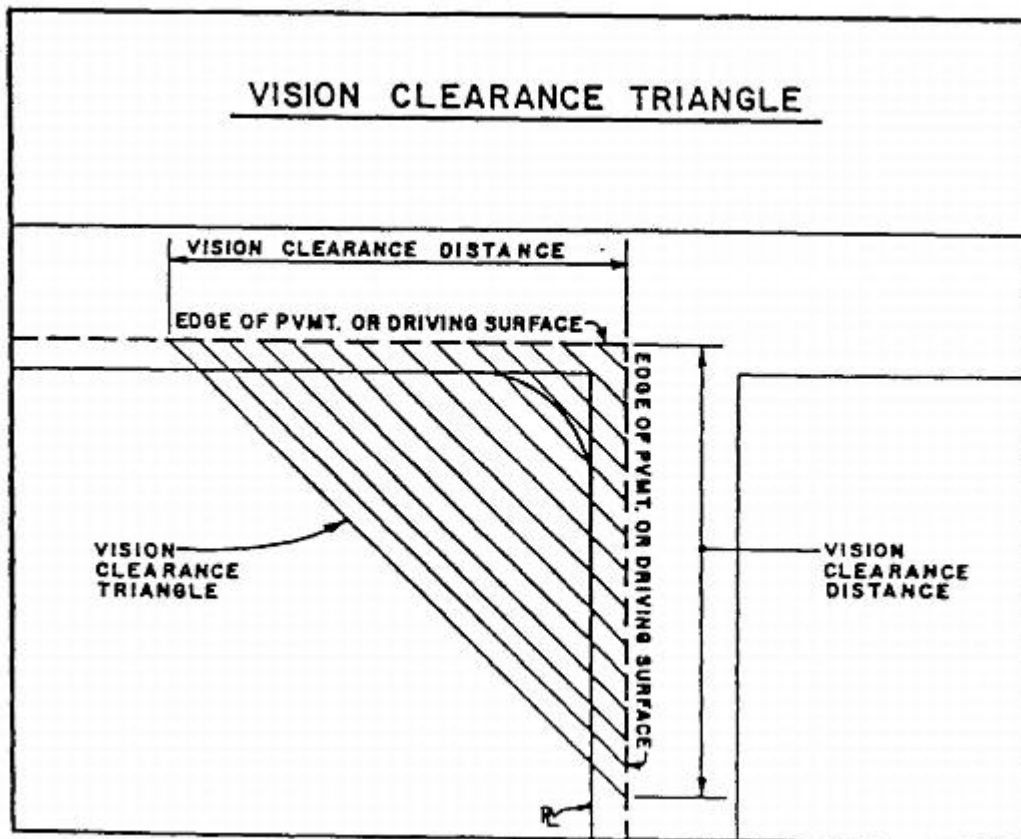 VISION CLEARANCE TRIANGLE
VISION CLEARANCE DISTANCE
EDGE OF PVMT. OR DRIVING SURFACE
EDGE OF PVMT. OR DRIVING SURFACE
VISION
CLEARANCE
TRIANGLE
VISION
CLEARANCE
DISTANCE
PL